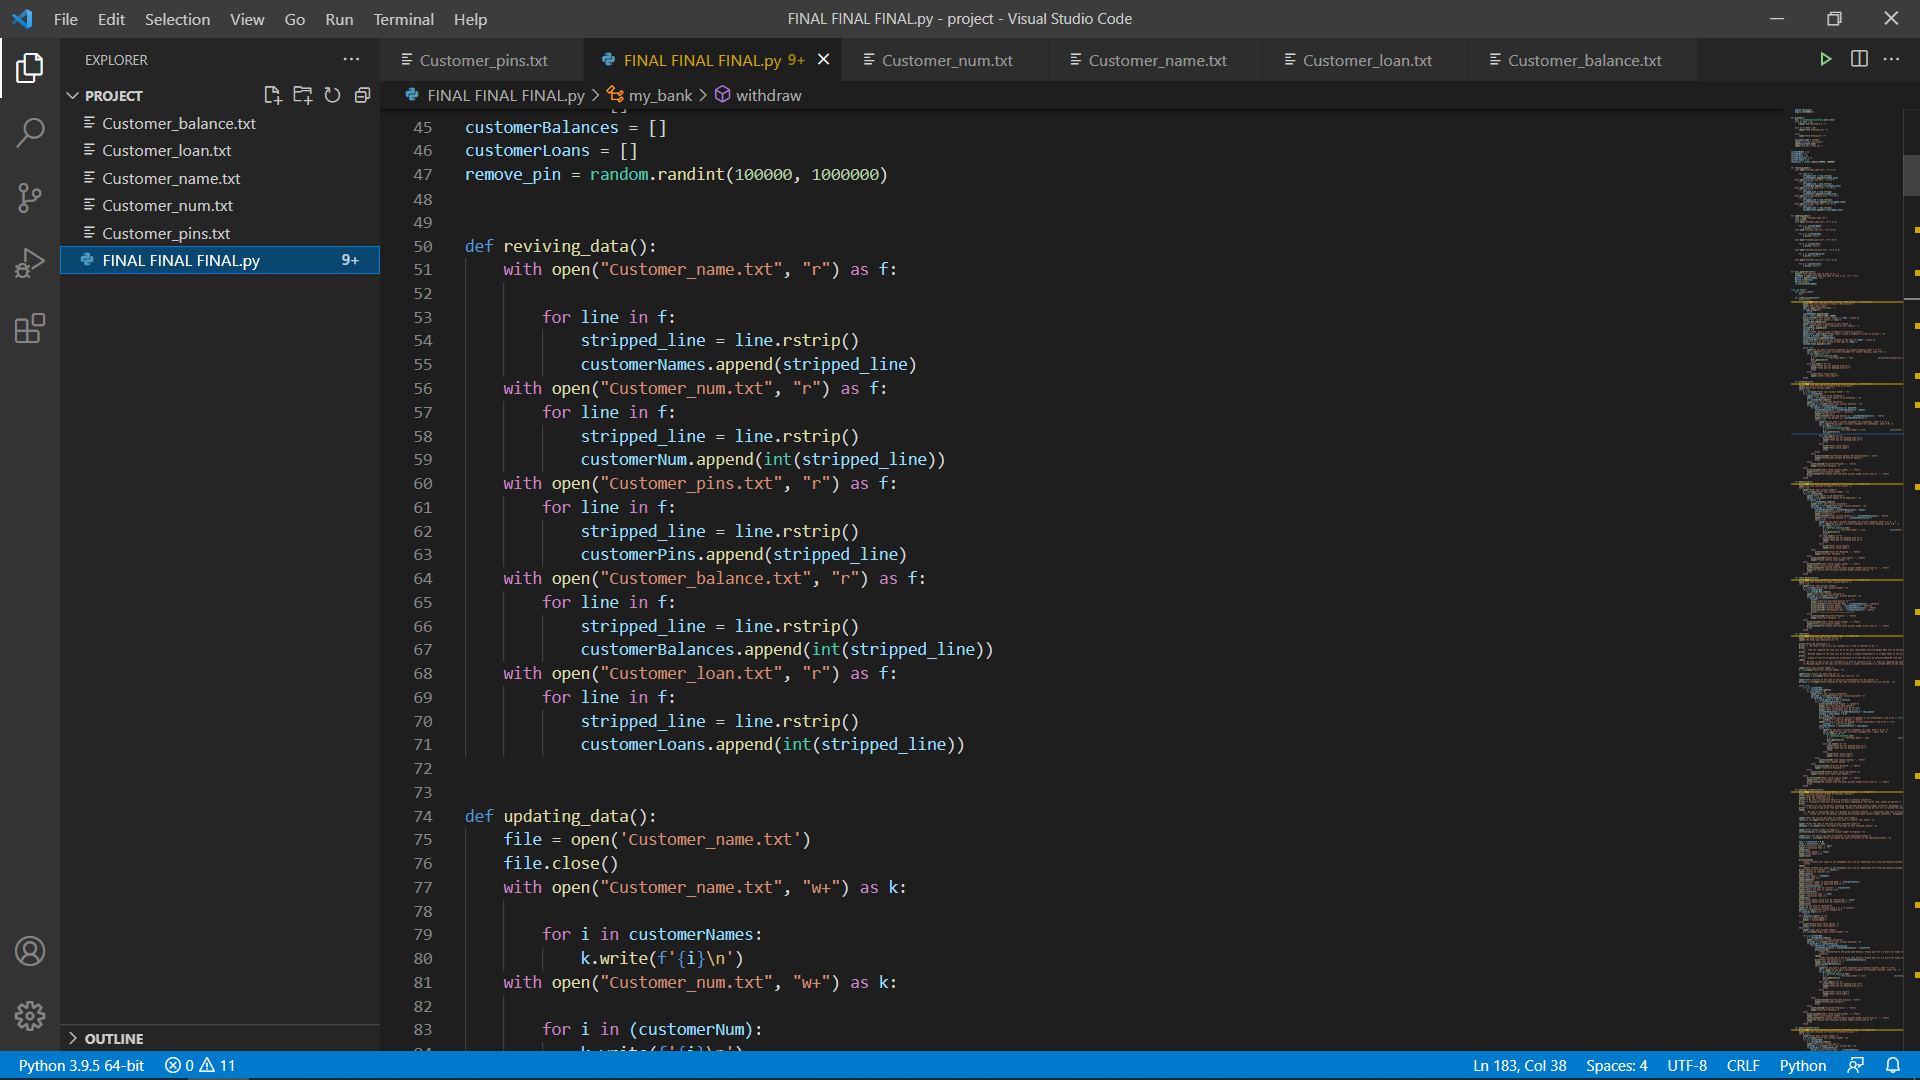 File Edit Selection View Go Run Terminal Help
FINAL FINAL FINAL.py - project - Visual Studio Code
EXPLORER
Customer_pins.txt
FINAL FINAL FINAL.py 9+
Customer_num.txt
Customer_name.txt
Customer_loan.txt
Customer_balance.txt
PROJECT
Customer_balance.txt
Customer_loan.txt
Customer_name.txt
Customer_num.txt
Customer_pins.txt
FINAL FINAL FINAL.py 9+
OUTLINE
FINAL FINAL FINAL.py > my_bank > withdraw
45 customerBalances = []
46 customerLoans = []
47 remove_pin = random.randint(100000, 1000000)
48
49
50 def reviving_data():
51     with open("Customer_name.txt", "r") as f:
52
53         for line in f:
54             stripped_line = line.rstrip()
55             customerNames.append(stripped_line)
56     with open("Customer_num.txt", "r") as f:
57         for line in f:
58             stripped_line = line.rstrip()
59             customerNum.append(int(stripped_line))
60     with open("Customer_pins.txt", "r") as f:
61         for line in f:
62             stripped_line = line.rstrip()
63             customerPins.append(stripped_line)
64     with open("Customer_balance.txt", "r") as f:
65         for line in f:
66             stripped_line = line.rstrip()
67             customerBalances.append(int(stripped_line))
68     with open("Customer_loan.txt", "r") as f:
69         for line in f:
70             stripped_line = line.rstrip()
71             customerLoans.append(int(stripped_line))
72
73
74 def updating_data():
75     file = open('Customer_name.txt')
76     file.close()
77     with open("Customer_name.txt", "w+") as k:
78
79         for i in customerNames:
80             k.write(f'{i}\n')
81     with open("Customer_num.txt", "w+") as k:
82
83         for i in (customerNum):
Python 3.9.5 64-bit 0 11 Ln 183, Col 38 Spaces: 4 UTF-8 CRLF Python